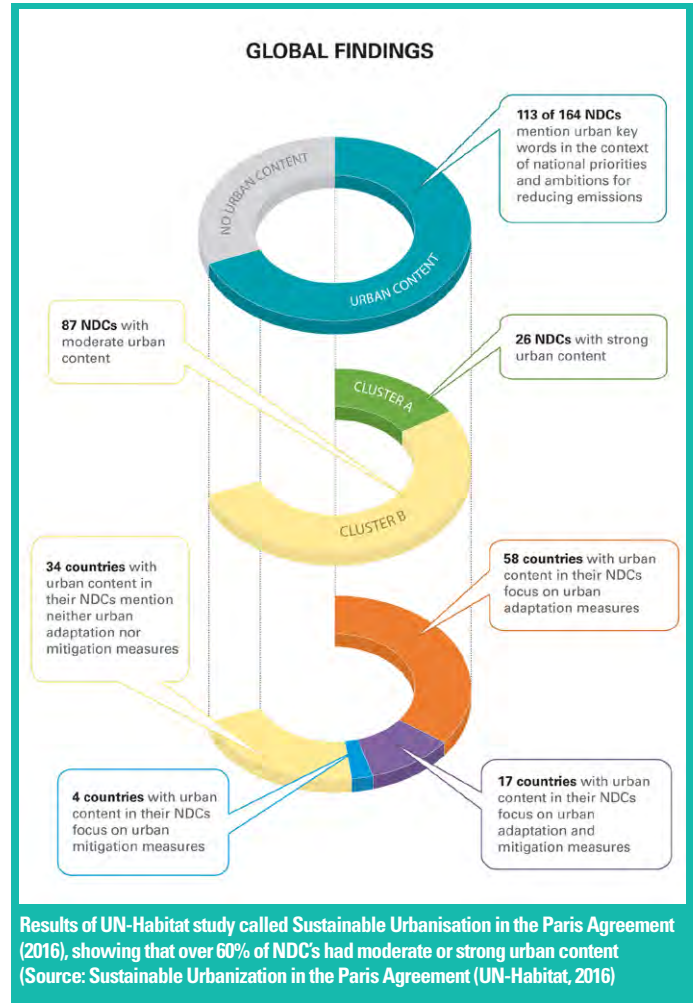 GLOBAL FINDINGS
113 of 164 NDCs
mention urban key
words in the context
of national priorities
and ambitions for
reducing emissions
NO URBAN CONTENT
URBAN CONTENT
87 NDCs with
moderate urban
content
26 NDCs with strong
urban content
CLUSTER A
CLUSTER B
34 countries with
urban content in
their NDCs mention
neither urban
adaptation nor
mitigation measures
58 countries with urban
content in their NDCs
focus on urban
adaptation measures
4 countries with urban
content in their NDCs
focus on urban
mitigation measures
17 countries with urban
content in their NDCs
focus on urban
adaptation and
mitigation measures
Results of UN-Habitat study called Sustainable Urbanisation in the Paris Agreement
(2016), showing that over 60% of NDC's had moderate or strong urban content
(Source: Sustainable Urbanization in the Paris Agreement (UN-Habitat, 2016)